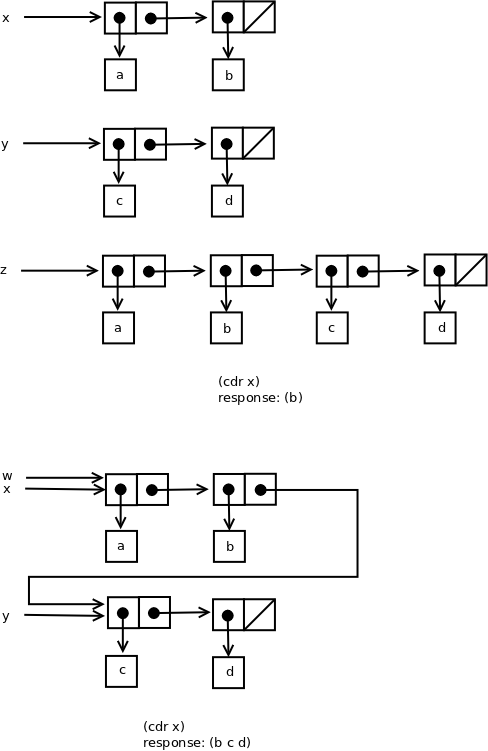 x
a
b
y
c
d
z
a
b
c
d
(cdr x)
response: (b)
w
x
a
b
y
c
d
(cdr x)
response: (b c d)